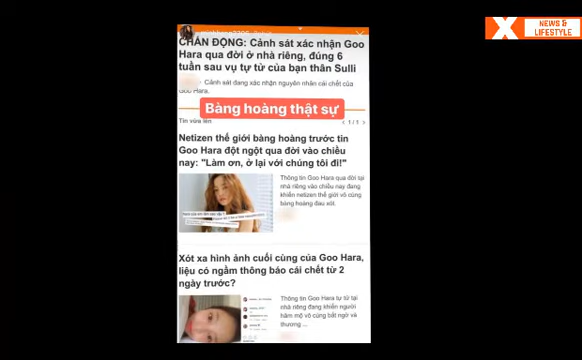 X NEWS &
LIFESTYLE
CHẤN ĐỘNG: Cảnh sát xác nhận Goo
Hara qua đời ở nhà riêng, đúng 6
tuần sau vụ tự tử của bạn thân Sulli
Cảnh sát đang xác nhận nguyên nhân cái chết của
Goo Hara.
Bàng hoàng thật sự
Tin vừa lên
1/1
Netizen thế giới bàng hoàng trước tin
Goo Hara đột ngột qua đời vào chiều
nay: "Làm ơn, ở lại với chúng tôi đi!"
Thông tin Goo Hara qua đời tại
nhà riêng vào chiều nay đang
khiến netizen thế giới vô cùng
bàng hoàng đau xót.
Xót xa hình ảnh cuối cùng của Goo Hara,
liệu có ngầm thông báo cái chết từ 2
ngày trước?
Thông tin Goo Hara tự tử tại
nhà riêng đang khiến người
hâm mộ vô cùng bất ngờ và
thương ...